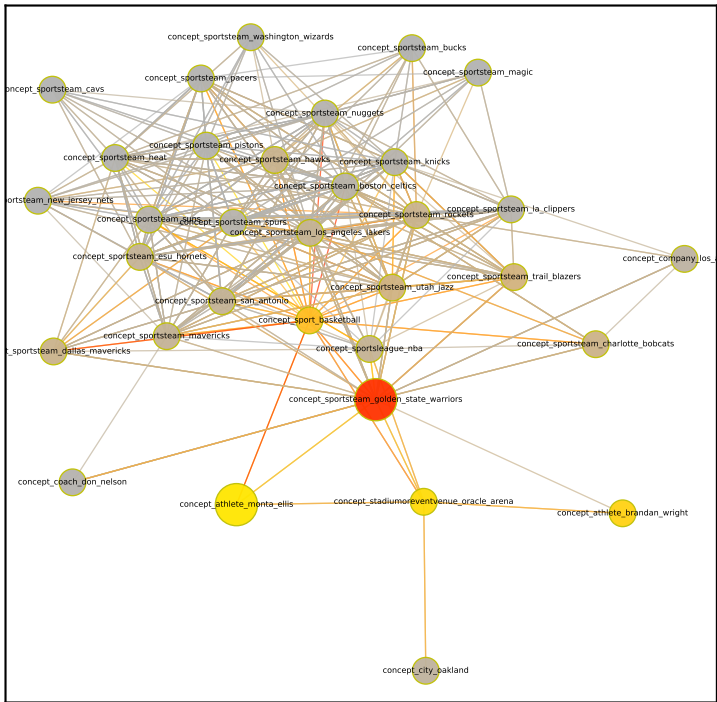 concept_sportsteam_washington_wizards
concept_sportsteam_bucks
concept_sportsteam_magic
concept_sportsteam_pacers
oncept_sportsteam_cavs
concept_sportsteam_nuggets
concept_sportsteam_pistons
concept_sportsteam_heat
concept_sportsteam_hawks
concept_sportsteam_knicks
concept_sportsteam_boston_celtics
sportsteam_new_jersey_nets
concept_sportsteam_la_clippers
concept_sportsteam_rockets
concept_sportsteam_suns
concept_sportsteam_spurs
concept_sportsteam_los_angeles_lakers
concept_sportsteam_esu_hornets
concept_company_los_a
concept_sportsteam_trail_blazers
concept_sportsteam_utah_jazz
concept_sportsteam_san_antonio
concept_sport_basketball
concept_sportsteam_mavericks
concept_sportsteam_charlotte_bobcats
concept_sportsleague_nba
t_sportsteam_dallas_mavericks
concept_sportsteam_golden_state_warriors
concept_coach_don_nelson
concept_stadiumoreventvenue_oracle_arena
concept_athlete_monta_ellis
concept_athlete_brandan_wright
concept_city_oakland